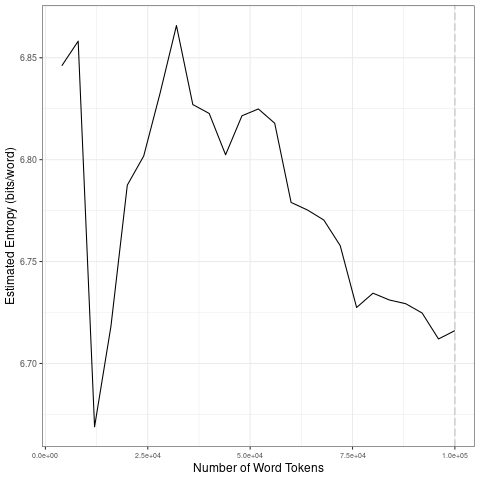 Estimated Entropy (bits/word)
6.85
6.80
6.75
6.70
0.0e+00 2.5e+04 5.0e+04 7.5e+04 1.0e+05
Number of Word Tokens